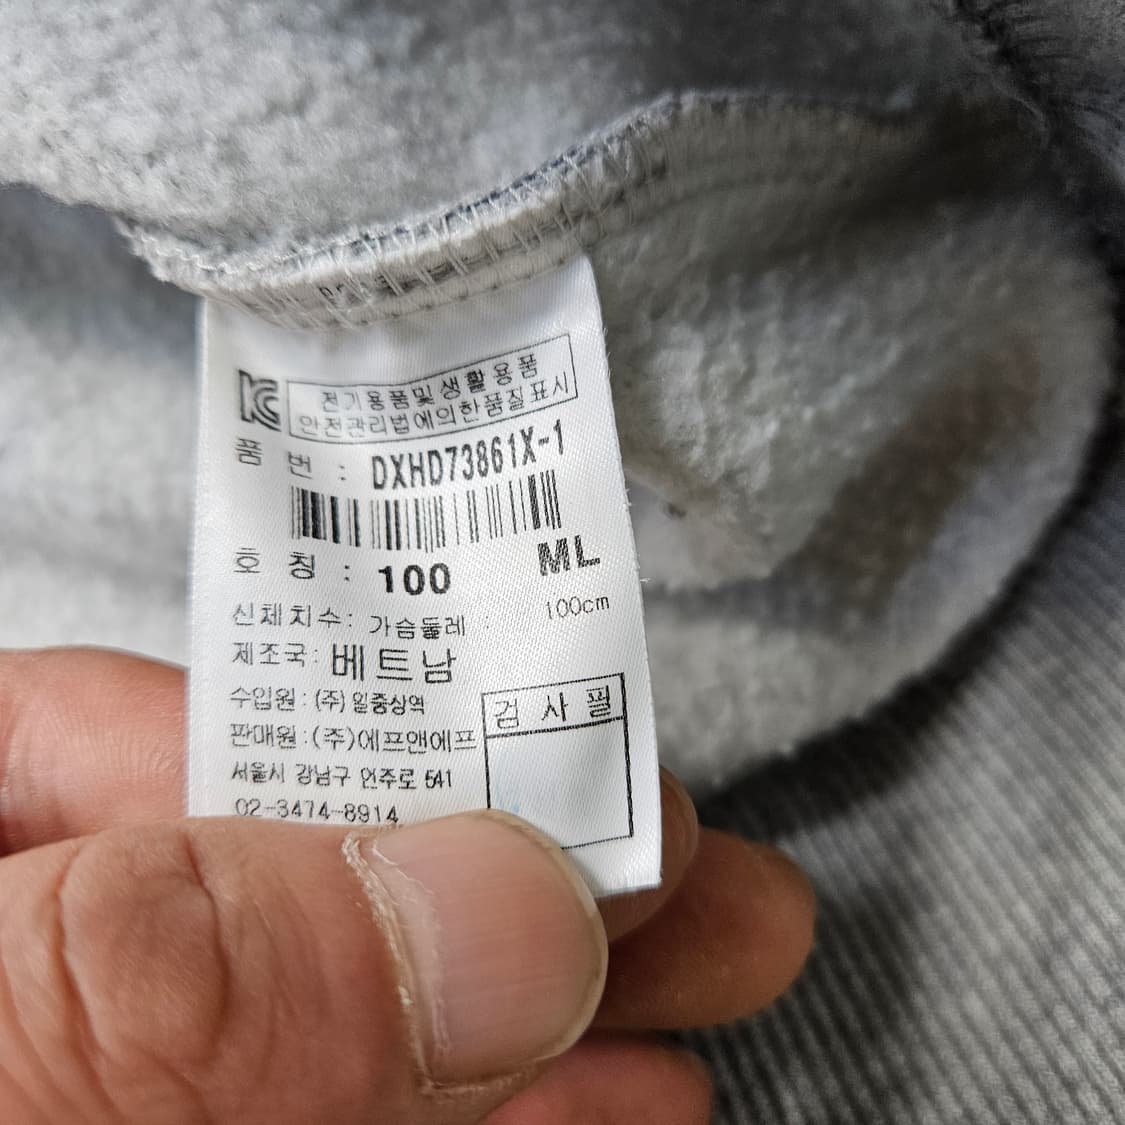 KC
전기용품및생활용품
안전관리법에의한품질표시
품 번 : DXHD73861X-1
호 칭 : 100 ML
신체치수: 가슴둘레 : 100cm
제조국: 베트남
수입원 : (주) 일중상역
판매원 : (주)에프앤에프
서울시 강남구 언주로 541
02-3474-8914
검 사 필